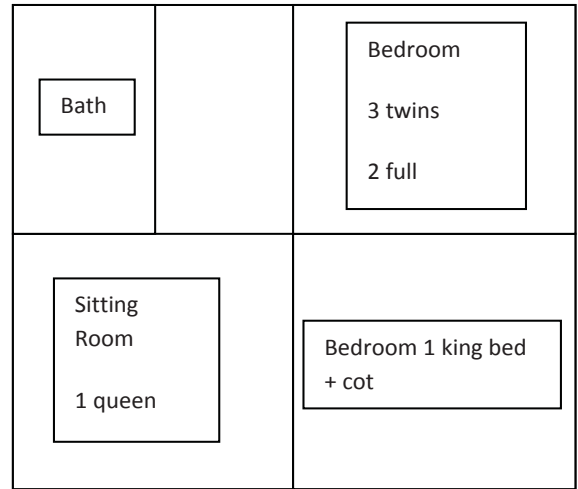 Bath
Bedroom
3 twins
2 full
Sitting
Room
1 queen
Bedroom 1 king bed
+ cot